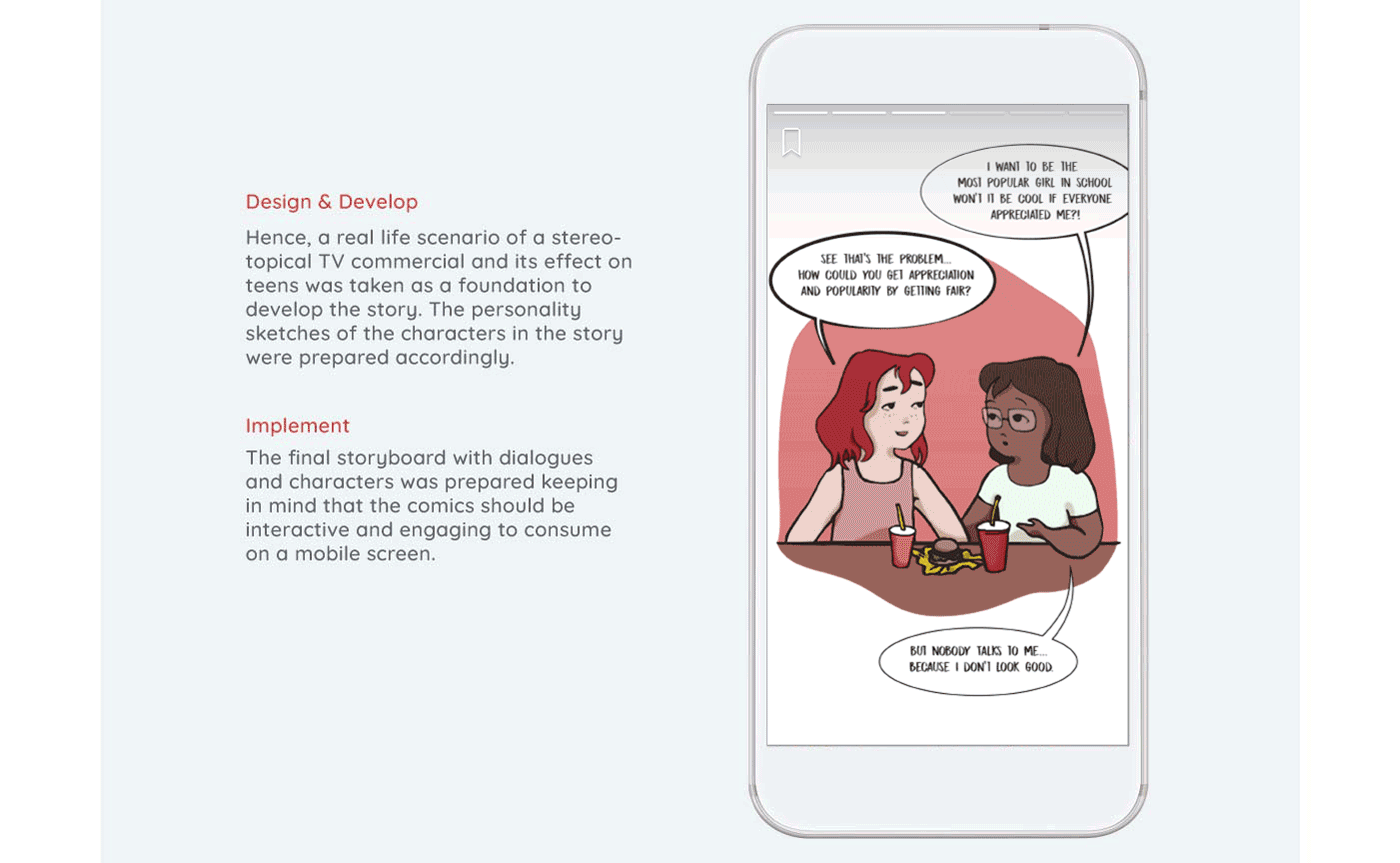 Design & Develop
Hence, a real life scenario of a stereo-
topical TV commercial and its effect on
teens was taken as a foundation to
develop the story. The personality
sketches of the characters in the story
were prepared accordingly.
Implement
The final storyboard with dialogues
and characters was prepared keeping
in mind that the comics should be
interactive and engaging to consume
on a mobile screen.
I WANT TO BE THE
MOST POPULAR GIRL IN SCHOOL
WON'T IT BE COOL IF EVERYONE
APPRECIATED ME?!
SEE THAT'S THE PROBLEM...
HOW COULD YOU GET APPRECIATION
AND POPULARITY BY GETTING FAIR?
BUT NOBODY TALKS TO ME...
BECAUSE I DON'T LOOK GOOD.